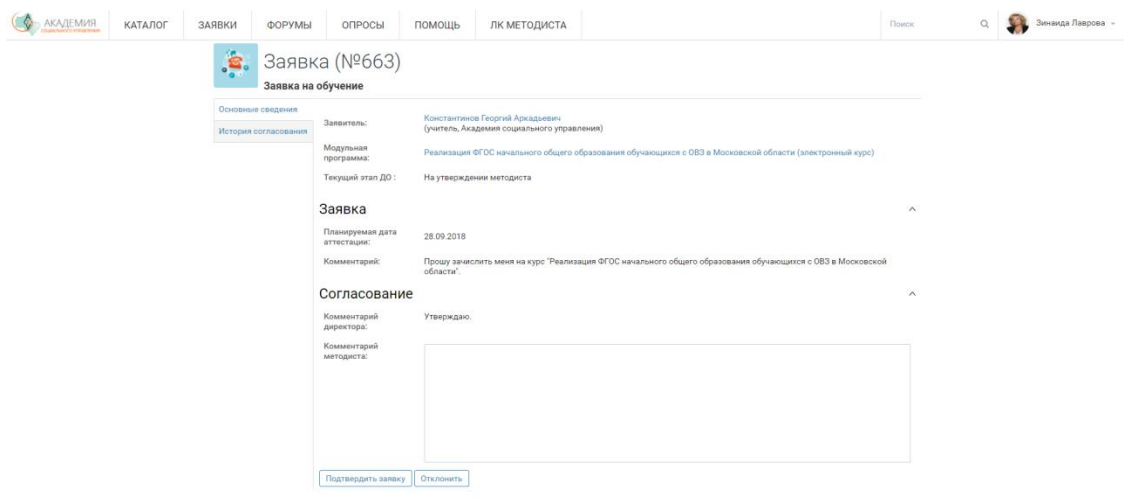 АКАДЕМИЯ
СОЦИАЛЬНОГО УПРАВЛЕНИЯ
КАТАЛОГ
ЗАЯВКИ
ФОРУМЫ
ОПРОСЫ
ПОМОЩЬ
ЛК МЕТОДИСТА
Поиск
Зинаида Лаврова
Заявка (№663)
Заявка на обучение
Основные сведения
История согласования
Заявитель:
Константинов Георгий Аркадьевич
(учитель, Академия социального управления)
Модульная
программа:
Реализация ФГОС начального общего образования обучающихся с ОВЗ в Московской области (электронный курс)
Текущий этап ДО :
На утверждении методиста
Заявка
Планируемая дата
аттестации:
28.09.2018
Комментарий:
Прошу зачислить меня на курс "Реализация ФГОС начального общего образования обучающихся с ОВЗ в Московской
области".
Согласование
Комментарий
директора:
Утверждаю.
Комментарий
методиста:
Подтвердить заявку
Отклонить